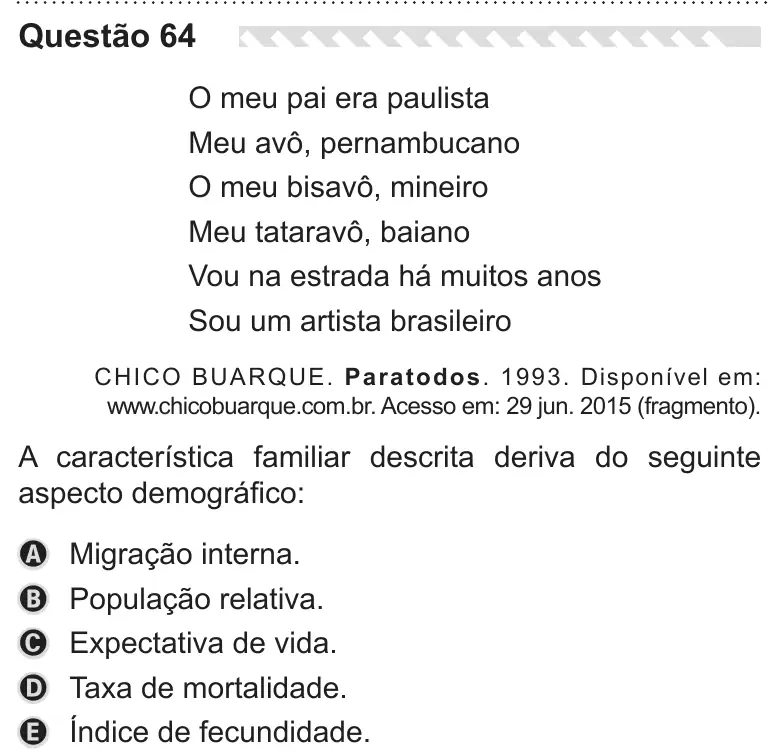 Questão 64
O meu pai era paulista
Meu avô, pernambucano
O meu bisavô, mineiro
Meu tataravô, baiano
Vou na estrada há muitos anos
Sou um artista brasileiro
CHICO BUARQUE. Paratodos. 1993. Disponível em:
www.chicobuarque.com.br. Acesso em: 29 jun. 2015 (fragmento).
A característica familiar descrita deriva do seguinte
aspecto demográfico:
A Migração interna.
B População relativa.
C Expectativa de vida.
D Taxa de mortalidade.
E Índice de fecundidade.